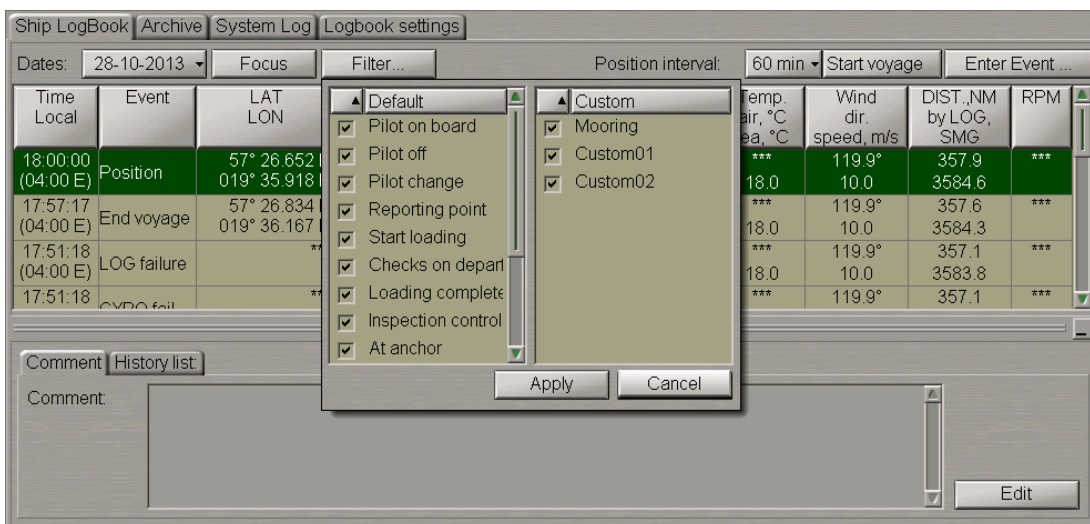 Ship LogBook Archive System Log Logbook settings
Dates: 28-10-2013 Focus Filter... Position interval: 60 min Start voyage Enter Event ...
Time Event LAT Temp. Wind DIST.,NM RPM
Local LON air, °C dir. by LOG,
speed, m/s SMG
Default Custom
Pilot on board Mooring
Pilot off Custom01
Pilot change Custom02
Reporting point
Start loading
Checks on depart
Loading complete
Inspection control
At anchor
18:00:00 Position 57° 26.652 *** 119.9° 357.9 ***
(04:00 E) 019° 35.918 18.0 10.0 3584.6
17:57:17 End voyage 57° 26.834 *** 119.9° 357.6 ***
(04:00 E) 019° 36.167 18.0 10.0 3584.3
17:51:18 LOG failure ** *** 119.9° 357.1 ***
(04:00 E) 18.0 10.0 3583.8
17:51:18 ** *** 119.9° 357.1 ***
Apply Cancel
Comment History list:
Comment:
Edit